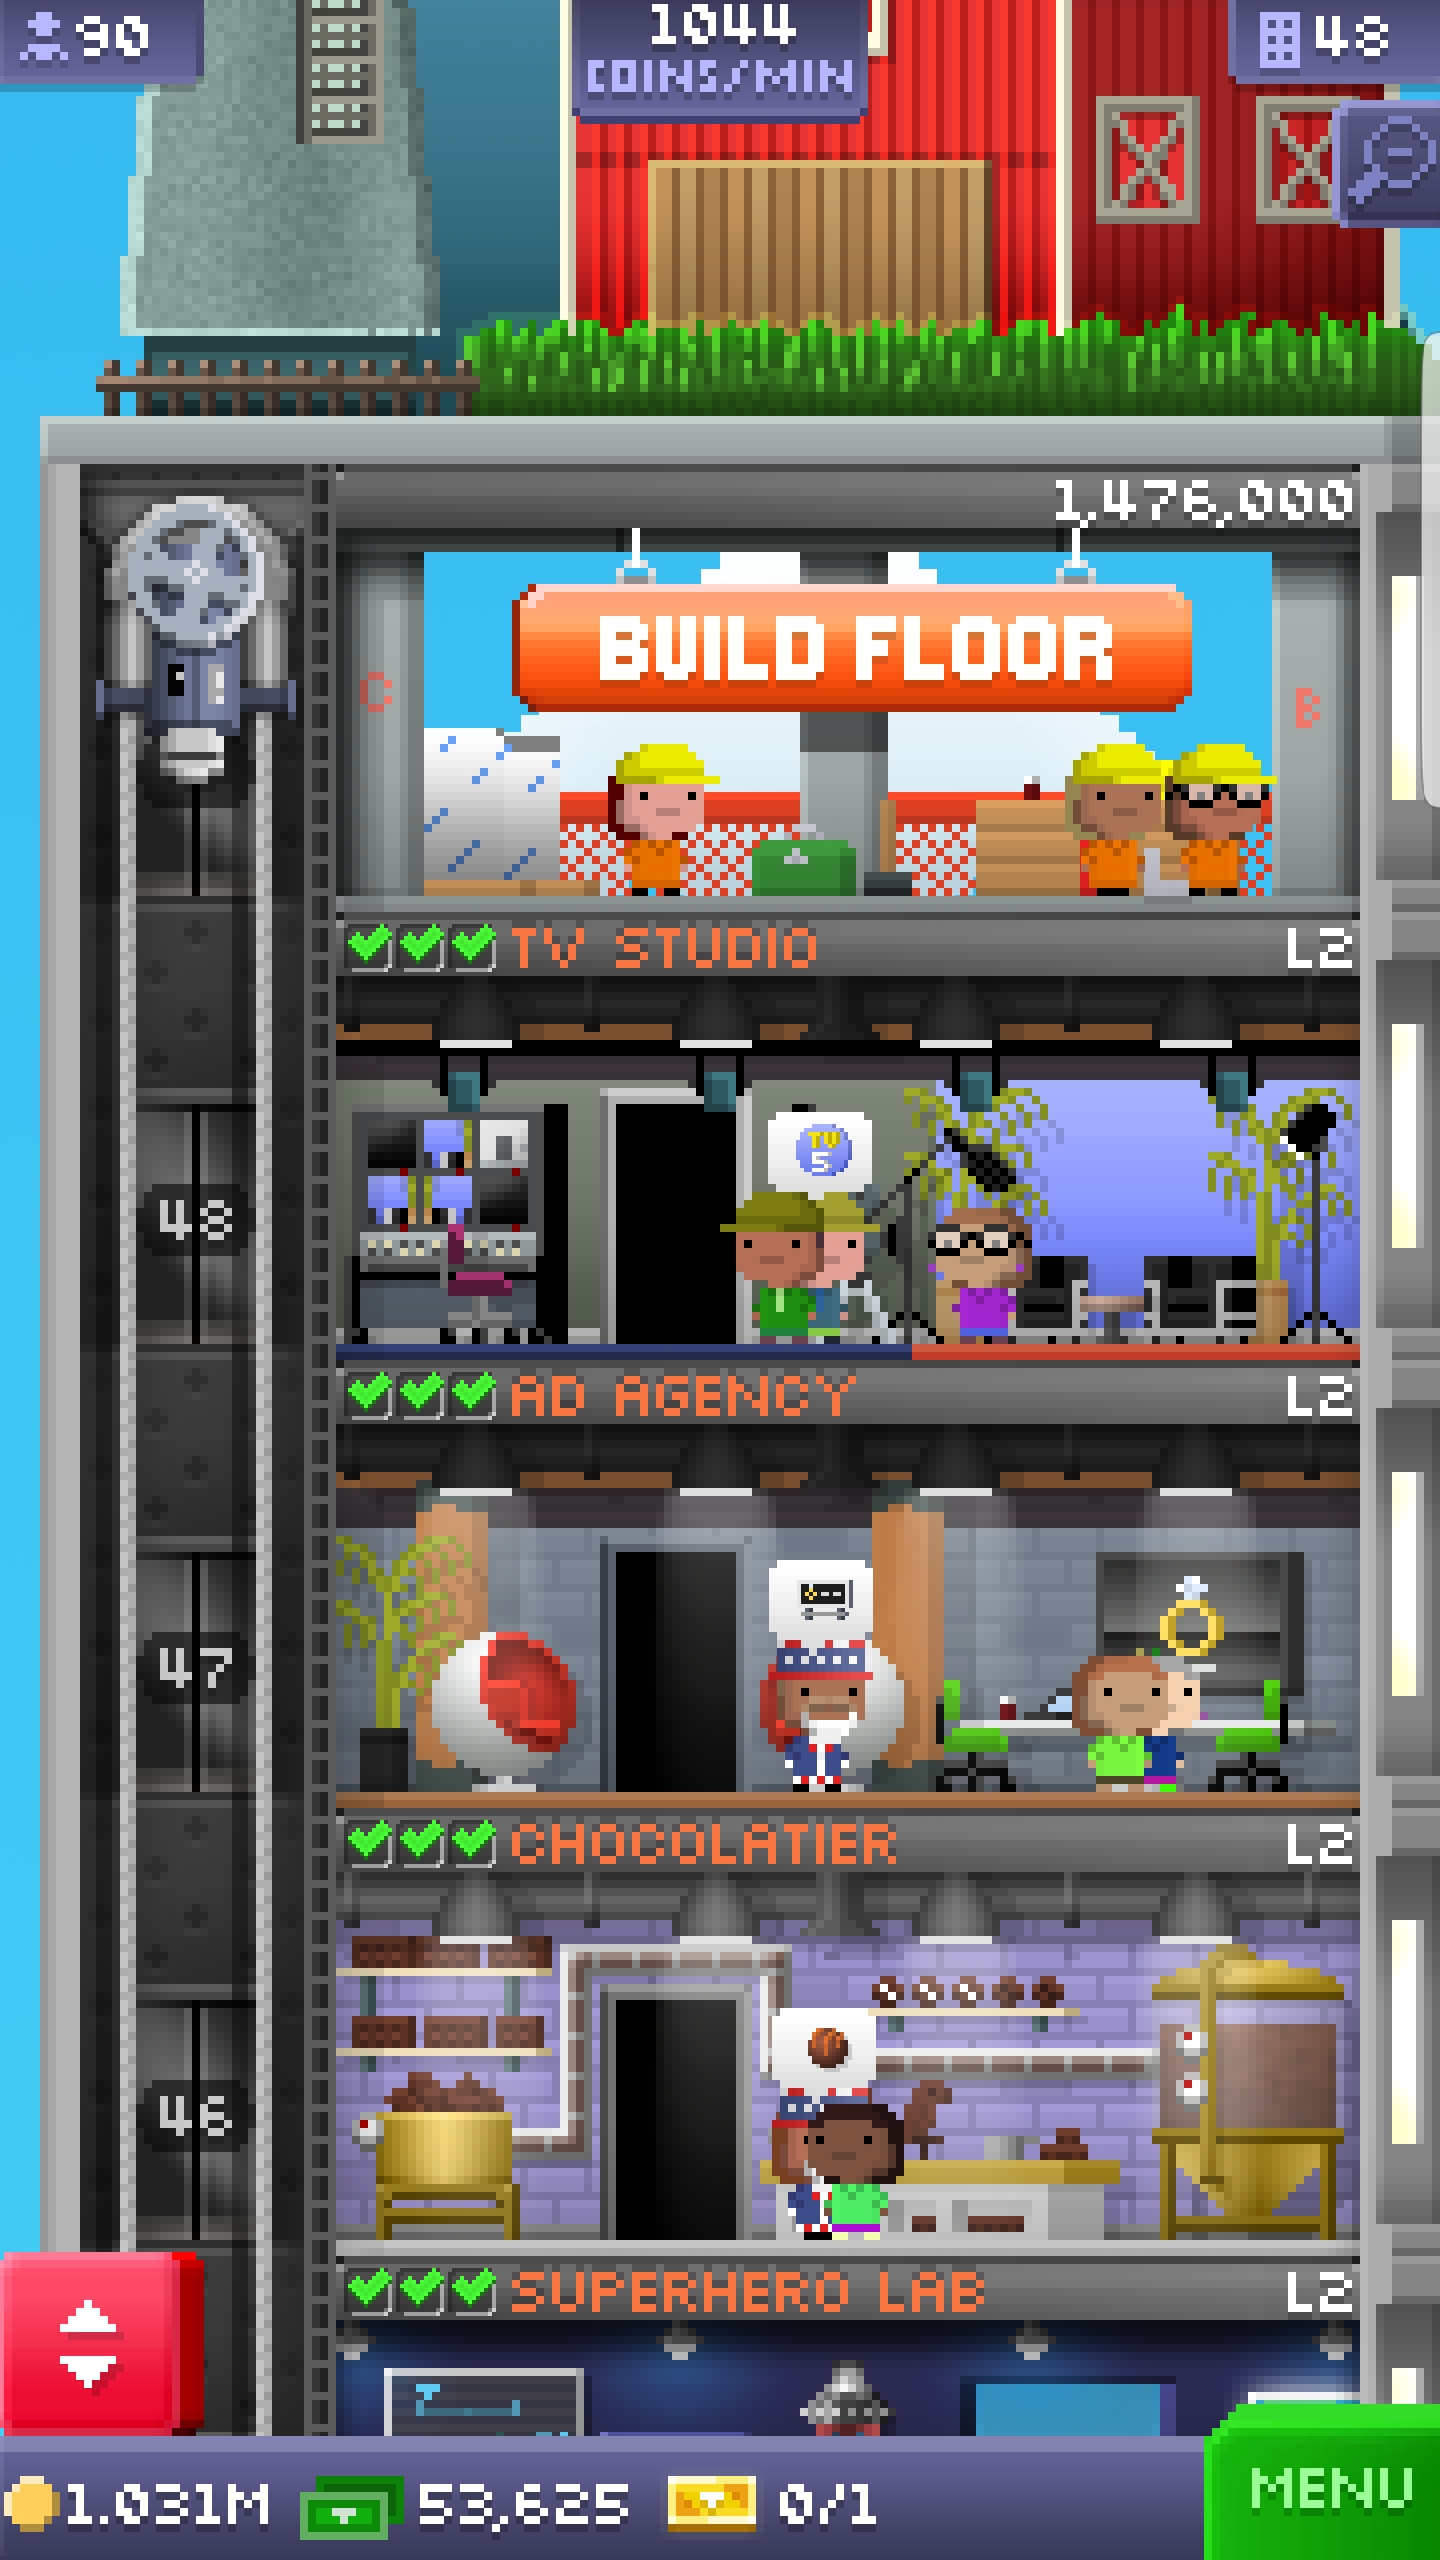 90
1044
COINS/MIN
48
1,476,000
BUILD FLOOR
C
B
TV STUDIO L2
TV
5
48
AD AGENCY L2
47
CHOCOLATIER L2
46
SUPERHERO LAB L2
1.031M 53,625 0/1
MENU